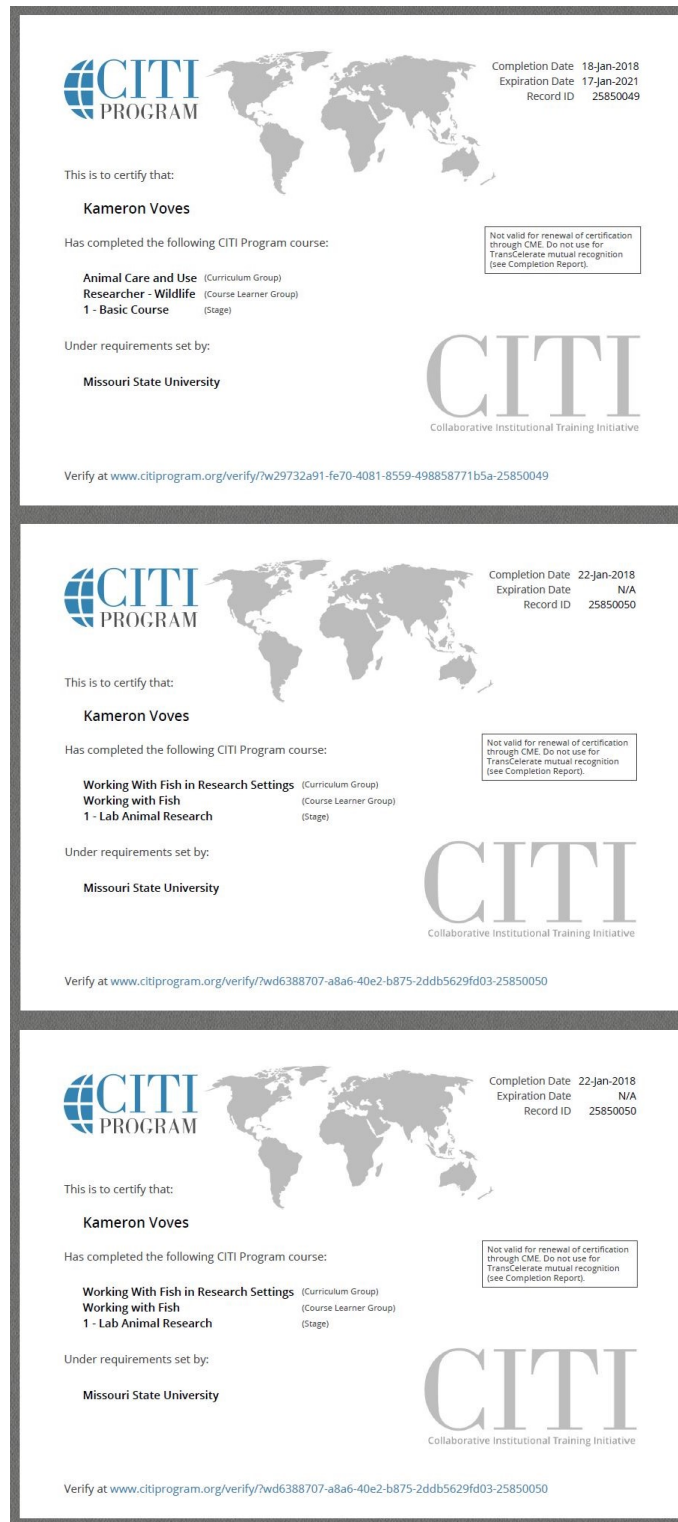 CITI
PROGRAM
Completion Date 18-Jan-2018
Expiration Date 17-Jan-2021
Record ID 25850049
This is to certify that:
Kameron Voves
Has completed the following CITI Program course:
Not valid for renewal of certification
through CME. Do not use for
TransCelerate mutual recognition
(see Completion Report).
Animal Care and Use (Curriculum Group)
Researcher - Wildlife (Course Learner Group)
1 - Basic Course (Stage)
Under requirements set by:
Missouri State University
CITI
Collaborative Institutional Training Initiative
Verify at www.citiprogram.org/verify/?w29732a91-fe70-4081-8559-498858771b5a-25850049
CITI
PROGRAM
Completion Date 22-Jan-2018
Expiration Date N/A
Record ID 25850050
This is to certify that:
Kameron Voves
Has completed the following CITI Program course:
Not valid for renewal of certification
through CME. Do not use for
TransCelerate mutual recognition
(see Completion Report).
Working With Fish in Research Settings (Curriculum Group)
Working with Fish (Course Learner Group)
1 - Lab Animal Research (Stage)
Under requirements set by:
Missouri State University
CITI
Collaborative Institutional Training Initiative
Verify at www.citiprogram.org/verify/?wd6388707-a8a6-40e2-b875-2ddb5629fd03-25850050
CITI
PROGRAM
Completion Date 22-Jan-2018
Expiration Date N/A
Record ID 25850050
This is to certify that:
Kameron Voves
Has completed the following CITI Program course:
Not valid for renewal of certification
through CME. Do not use for
TransCelerate mutual recognition
(see Completion Report).
Working With Fish in Research Settings (Curriculum Group)
Working with Fish (Course Learner Group)
1 - Lab Animal Research (Stage)
Under requirements set by:
Missouri State University
CITI
Collaborative Institutional Training Initiative
Verify at www.citiprogram.org/verify/?wd6388707-a8a6-40e2-b875-2ddb5629fd03-25850050